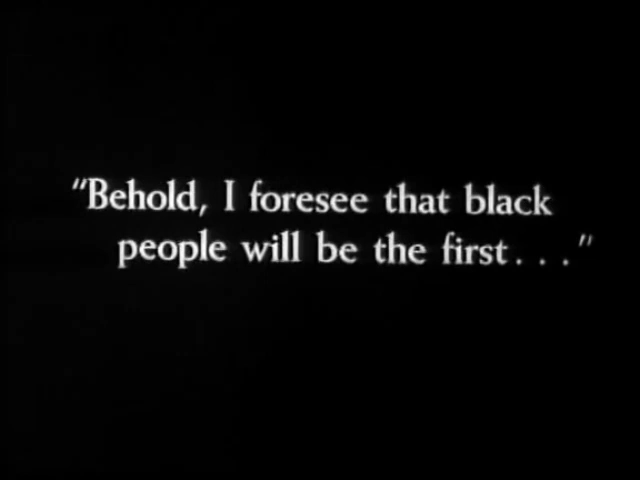 "Behold, I foresee that black
people will be the first . . ."